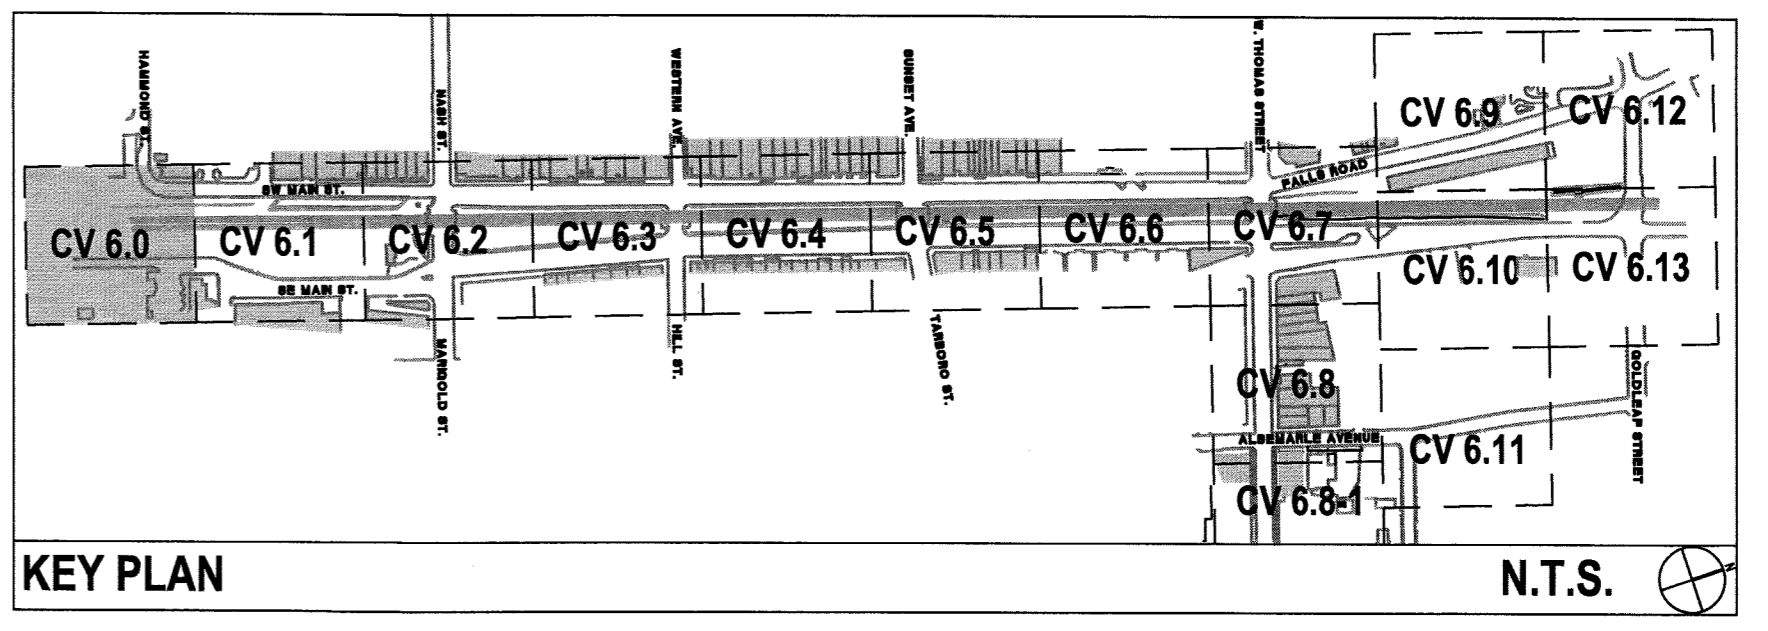 HAMMOND ST.
NASH ST.
WESTERN AVE.
SUNSET AVE.
W. THOMAS STREET
CV 6.9
CV 6.12
SW MAIN ST.
FALLS ROAD
CV 6.0
CV 6.1
CV 6.2
CV 6.3
CV 6.4
CV 6.5
CV 6.6
CV 6.7
CV 6.10
CV 6.13
SE MAIN ST.
MARIGOLD ST.
HILL ST.
TARBORO ST.
CV 6.8
GOLDLEAF STREET
ALBEMARLE AVENUE
CV 6.11
CV 6.8-1
KEY PLAN
N.T.S.
N